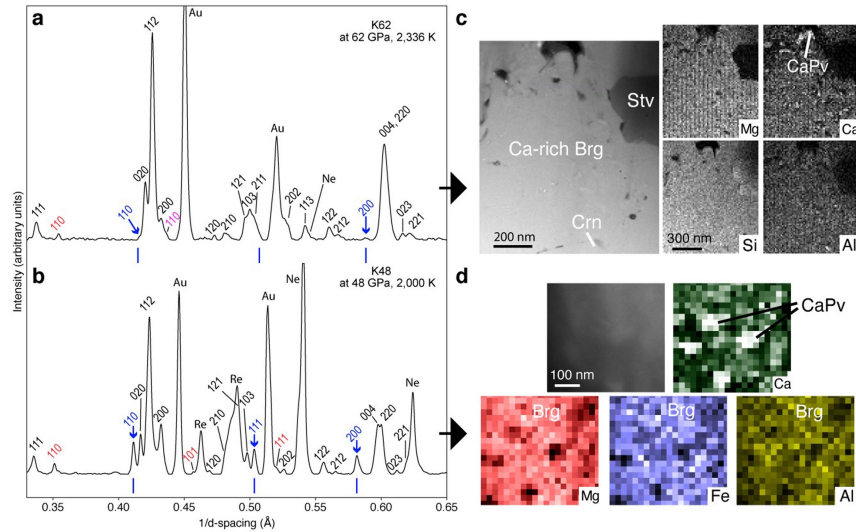 a
K62
at 62 GPa, 2,336 K
Au
112
020
200
110
110
111
110
120
210
121
103
211
Au
202
113
Ne
122
212
200
004, 220
023
221
b
K48
at 48 GPa, 2,000 K
112
020
110
200
Au
Re
101
120
210
121
Re
103
111
Au
111
202
Ne
122
212
200
004
220
023
221
Ne
111
110
Intensity (arbitrary units)
0.35
0.40
0.45
0.50
0.55
0.60
0.65
1/d-spacing (Å)
c
Stv
Ca-rich Brg
Crn
200 nm
Mg
CaPv
Ca
300 nm
Si
Al
d
100 nm
CaPv
Ca
Brg
Mg
Brg
Fe
Brg
Al